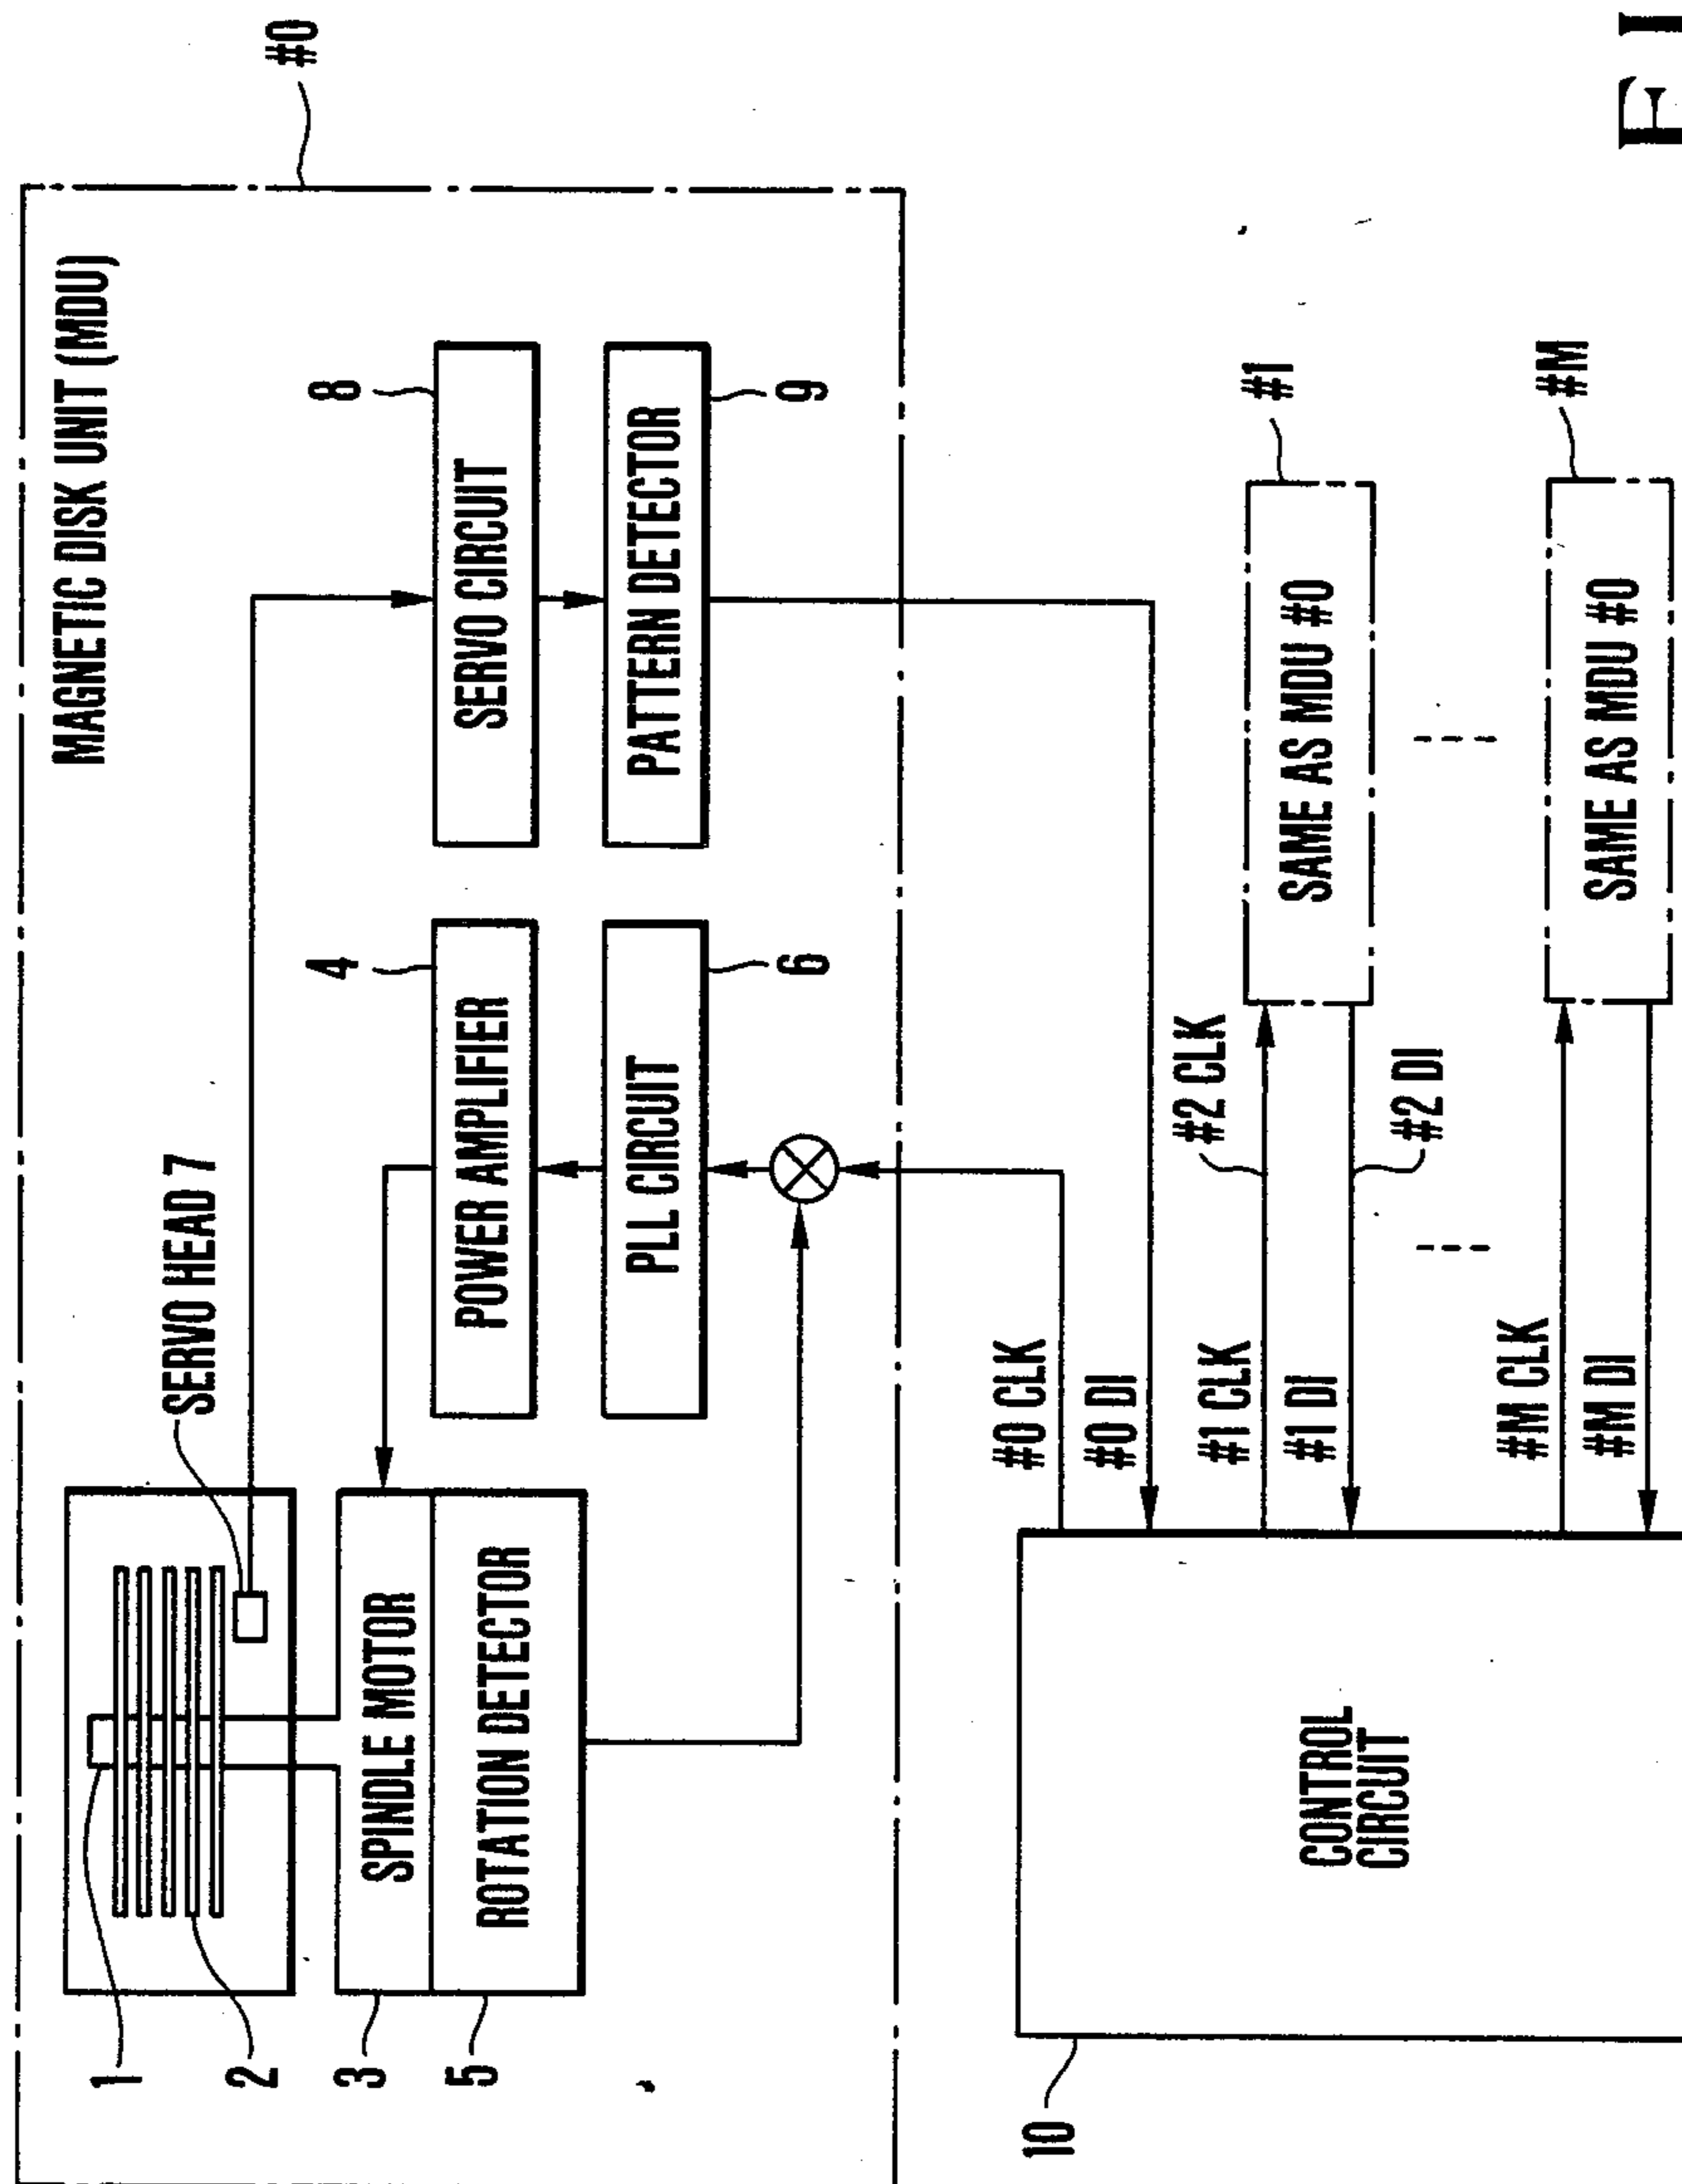 #0
MAGNETIC DISK UNIT (MDU)
SERVO HEAD 7
1
2
3
SPINDLE MOTOR
5
ROTATION DETECTOR
4
POWER AMPLIFIER
PLL CIRCUIT
6
8
SERVO CIRCUIT
PATTERN DETECTOR
9
10
CONTROL
CIRCUIT
#0 CLK
#0 DI
#1 CLK
#1 DI
#2 CLK
#2 DI
#1
SAME AS MDU #0
#M CLK
#M DI
#M
SAME AS MDU #0